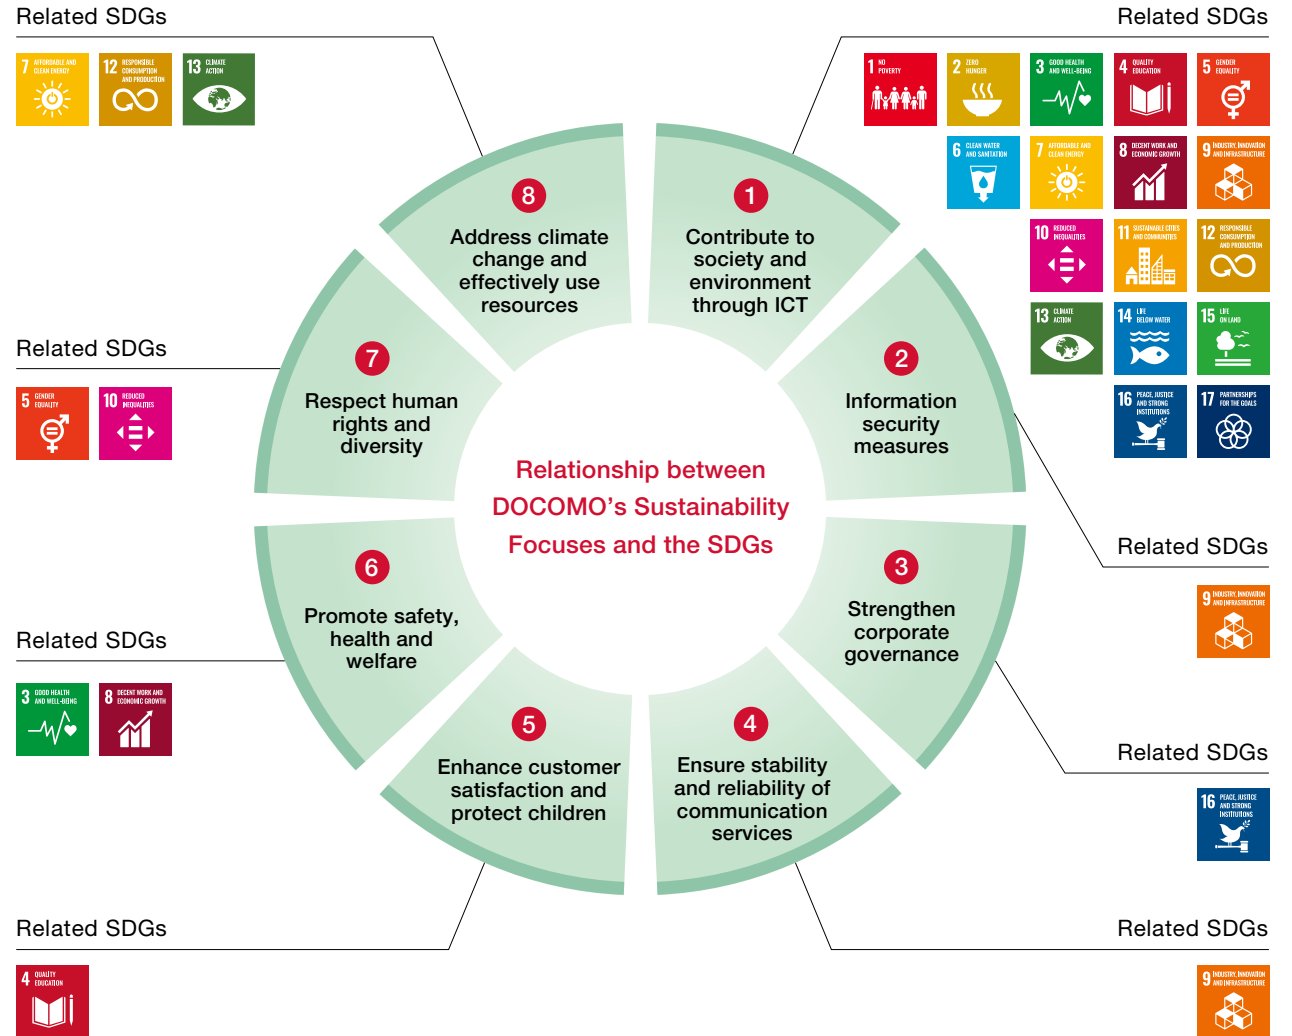 Related SDGs
7 AFFORDABLE AND
CLEAN ENERGY
12 RESPONSIBLE
CONSUMPTION
AND PRODUCTION
13 CLIMATE
ACTION
Related SDGs
1 NO
POVERTY
2 ZERO
HUNGER
3 GOOD HEALTH
AND WELL-BEING
4 QUALITY
EDUCATION
5 GENDER
EQUALITY
6 CLEAN WATER
AND SANITATION
7 AFFORDABLE AND
CLEAN ENERGY
8 DECENT WORK AND
ECONOMIC GROWTH
9 INDUSTRY, INNOVATION
AND INFRASTRUCTURE
10 REDUCED
INEQUALITIES
11 SUSTAINABLE CITIES
AND COMMUNITIES
12 RESPONSIBLE
CONSUMPTION
AND PRODUCTION
13 CLIMATE
ACTION
14 LIFE
BELOW WATER
15 LIFE
ON LAND
16 PEACE, JUSTICE
AND STRONG
INSTITUTIONS
17 PARTNERSHIPS
FOR THE GOALS
8
Address climate
change and
effectively use
resources
1
Contribute to
society and
environment
through ICT
Related SDGs
5 GENDER
EQUALITY
10 REDUCED
INEQUALITIES
7
Respect human
rights and
diversity
2
Information
security
measures
Relationship between
DOCOMO's Sustainability
Focuses and the SDGs
Related SDGs
9 INDUSTRY, INNOVATION
AND INFRASTRUCTURE
6
Promote safety,
health and
welfare
3
Strengthen
corporate
governance
Related SDGs
3 GOOD HEALTH
AND WELL-BEING
8 DECENT WORK AND
ECONOMIC GROWTH
5
Enhance customer
satisfaction and
protect children
4
Ensure stability
and reliability of
communication
services
Related SDGs
16 PEACE, JUSTICE
AND STRONG
INSTITUTIONS
Related SDGs
4 QUALITY
EDUCATION
Related SDGs
9 INDUSTRY, INNOVATION
AND INFRASTRUCTURE